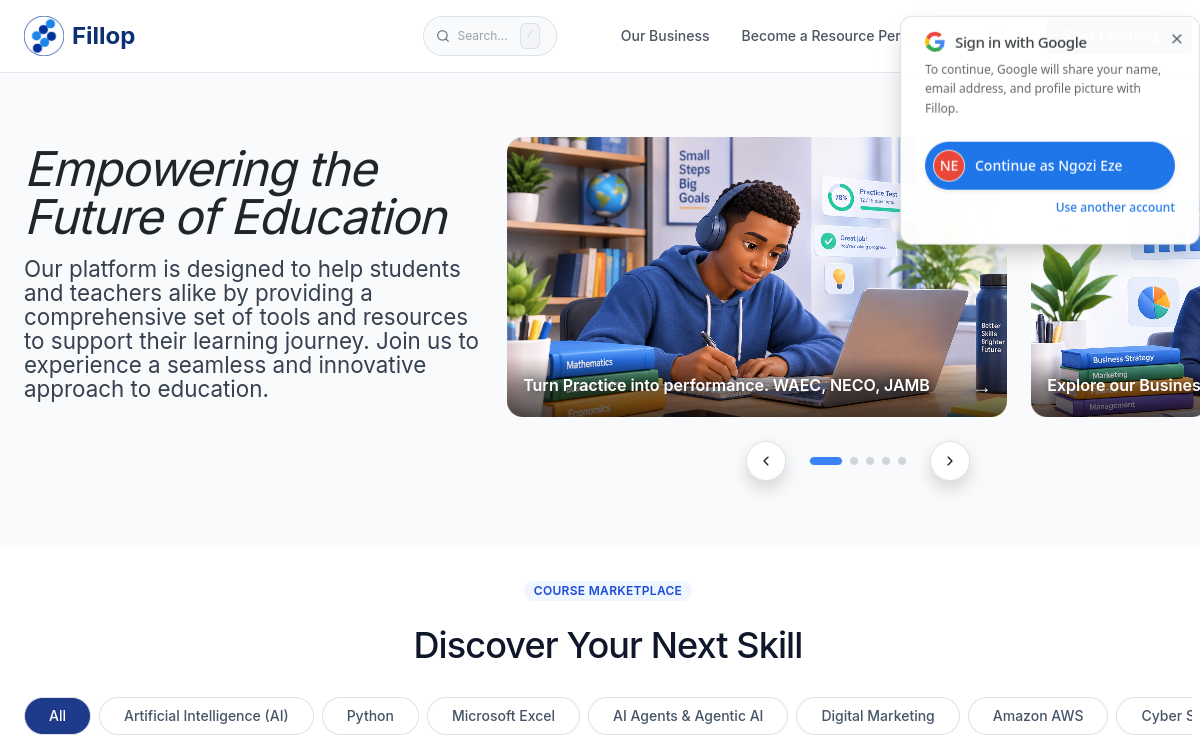 Fillop
Search...
/
Our Business
Become a Resource Per
Sign in with Google
To continue, Google will share your name,
email address, and profile picture with
Fillop.
NE
Continue as Ngozi Eze
Use another account
Empowering the
Future of Education
Our platform is designed to help students
and teachers alike by providing a
comprehensive set of tools and resources
to support their learning journey. Join us to
experience a seamless and innovative
approach to education.
Small
Steps
Big
Goals
78%
Practice Test
Great job!
You're making progress
Better
Skills
Brighter
Future
Mathematics
Economics
Turn Practice into performance. WAEC, NECO, JAMB
→
Business Strategy
Marketing
Management
Explore our Busines
COURSE MARKETPLACE
Discover Your Next Skill
All
Artificial Intelligence (AI)
Python
Microsoft Excel
AI Agents & Agentic AI
Digital Marketing
Amazon AWS
Cyber S